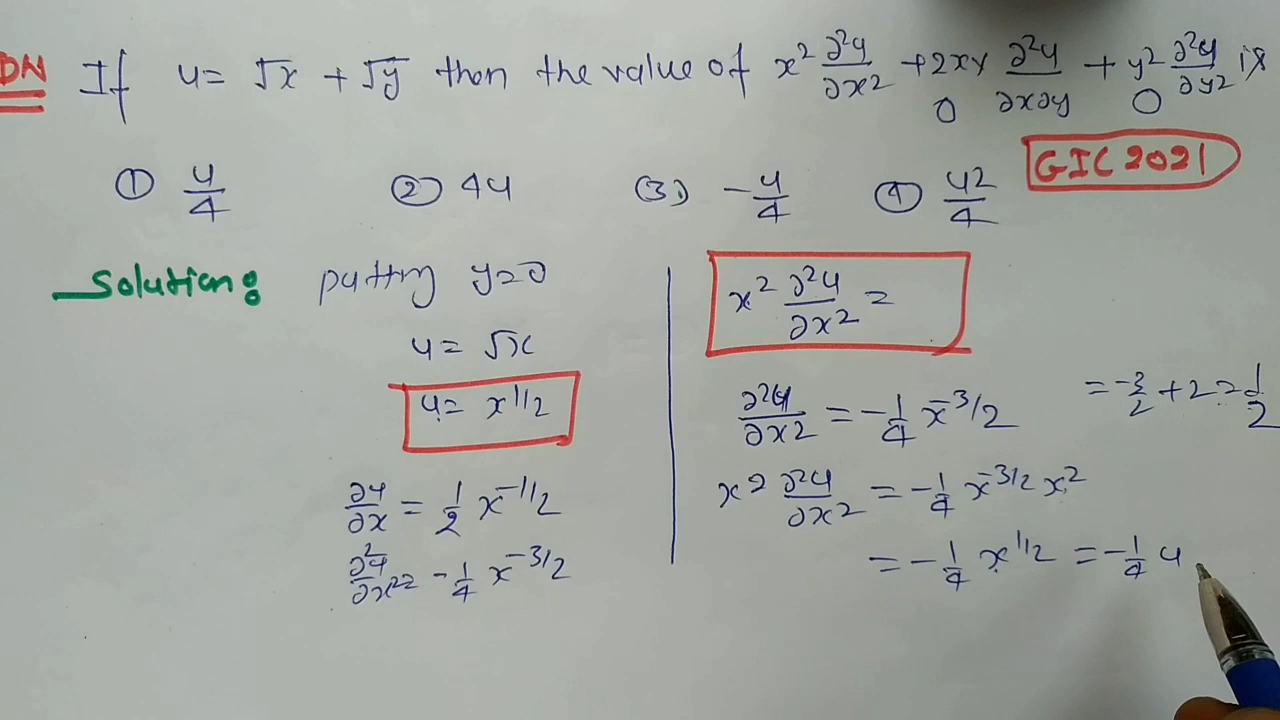 DN If u = √x + √y then the value of x² ∂²u/∂x² + 2xy ∂²u/∂x∂y + y² ∂²u/∂y² is
0 0
GIC 2021
① u/4 ② 4u (3) -u/4 ④ u2/4
Solution: putting y=0
u = √x
u = x^1/2
∂u/∂x = 1/2 x^-1/2
∂²u/∂x² = -1/4 x^-3/2
x² ∂²u/∂x² =
∂²u/∂x² = -1/4 x^-3/2
= -3/2 + 2 = 1/2
x² ∂²u/∂x² = -1/4 x^-3/2 x²
= -1/4 x^1/2 = -1/4 u